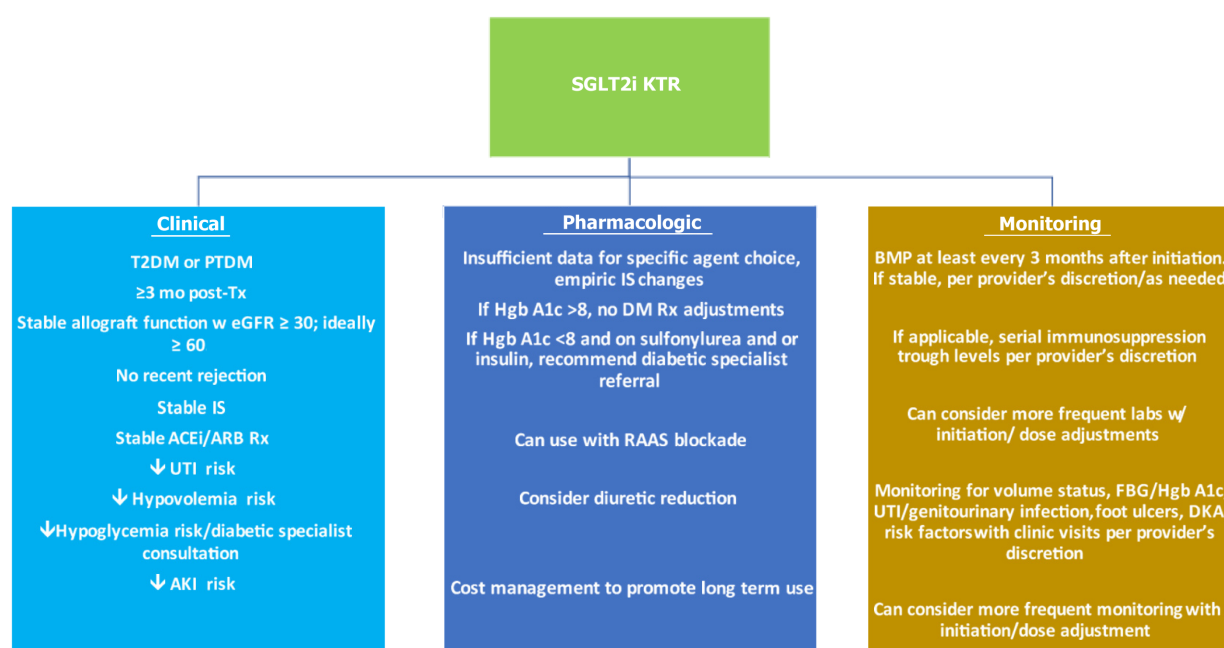 SGLT2i KTR
Clinical
T2DM or PTDM
≥3 mo post-Tx
Stable allograft function w eGFR ≥ 30; ideally
≥ 60
No recent rejection
Stable IS
Stable ACEi/ARB Rx
↓ UTI risk
↓ Hypovolemia risk
↓Hypoglycemia risk/diabetic specialist
consultation
↓ AKI risk
Pharmacologic
Insufficient data for specific agent choice,
empiric IS changes
If Hgb A1c >8, no DM Rx adjustments
If Hgb A1c <8 and on sulfonylurea and or
insulin, recommend diabetic specialist
referral
Can use with RAAS blockade
Consider diuretic reduction
Cost management to promote long term use
Monitoring
BMP at least every 3 months after initiation.
If stable, per provider's discretion/as needed
If applicable, serial immunosuppression
trough levels per provider's discretion
Can consider more frequent labs w/
initiation/ dose adjustments
Monitoring for volume status, FBG/Hgb A1c
UTI/genitourinary infection,foot ulcers, DKA
risk factorswith clinic visits per provider's
discretion
Can consider more frequent monitoring with
initiation/dose adjustment